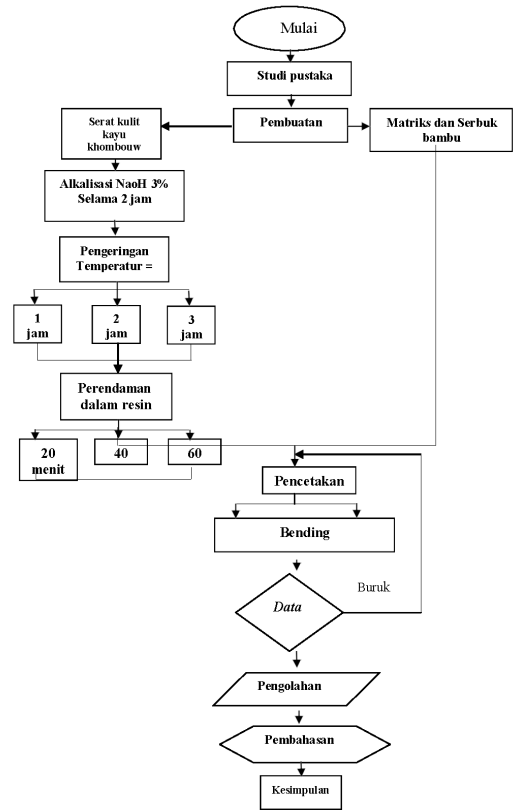 Mulai
Studi pustaka
Serat kulit
kayu
khombouw
Pembuatan
Matriks dan Serbuk
bambu
Alkalisasi NaoH 3%
Selama 2 jam
Pengeringan
Temperatur =
1
jam
2
jam
3
jam
Perendaman
dalam resin
20
menit
40
60
Pencetakan
Bending
Data
Buruk
Pengolahan
Pembahasan
Kesimpulan